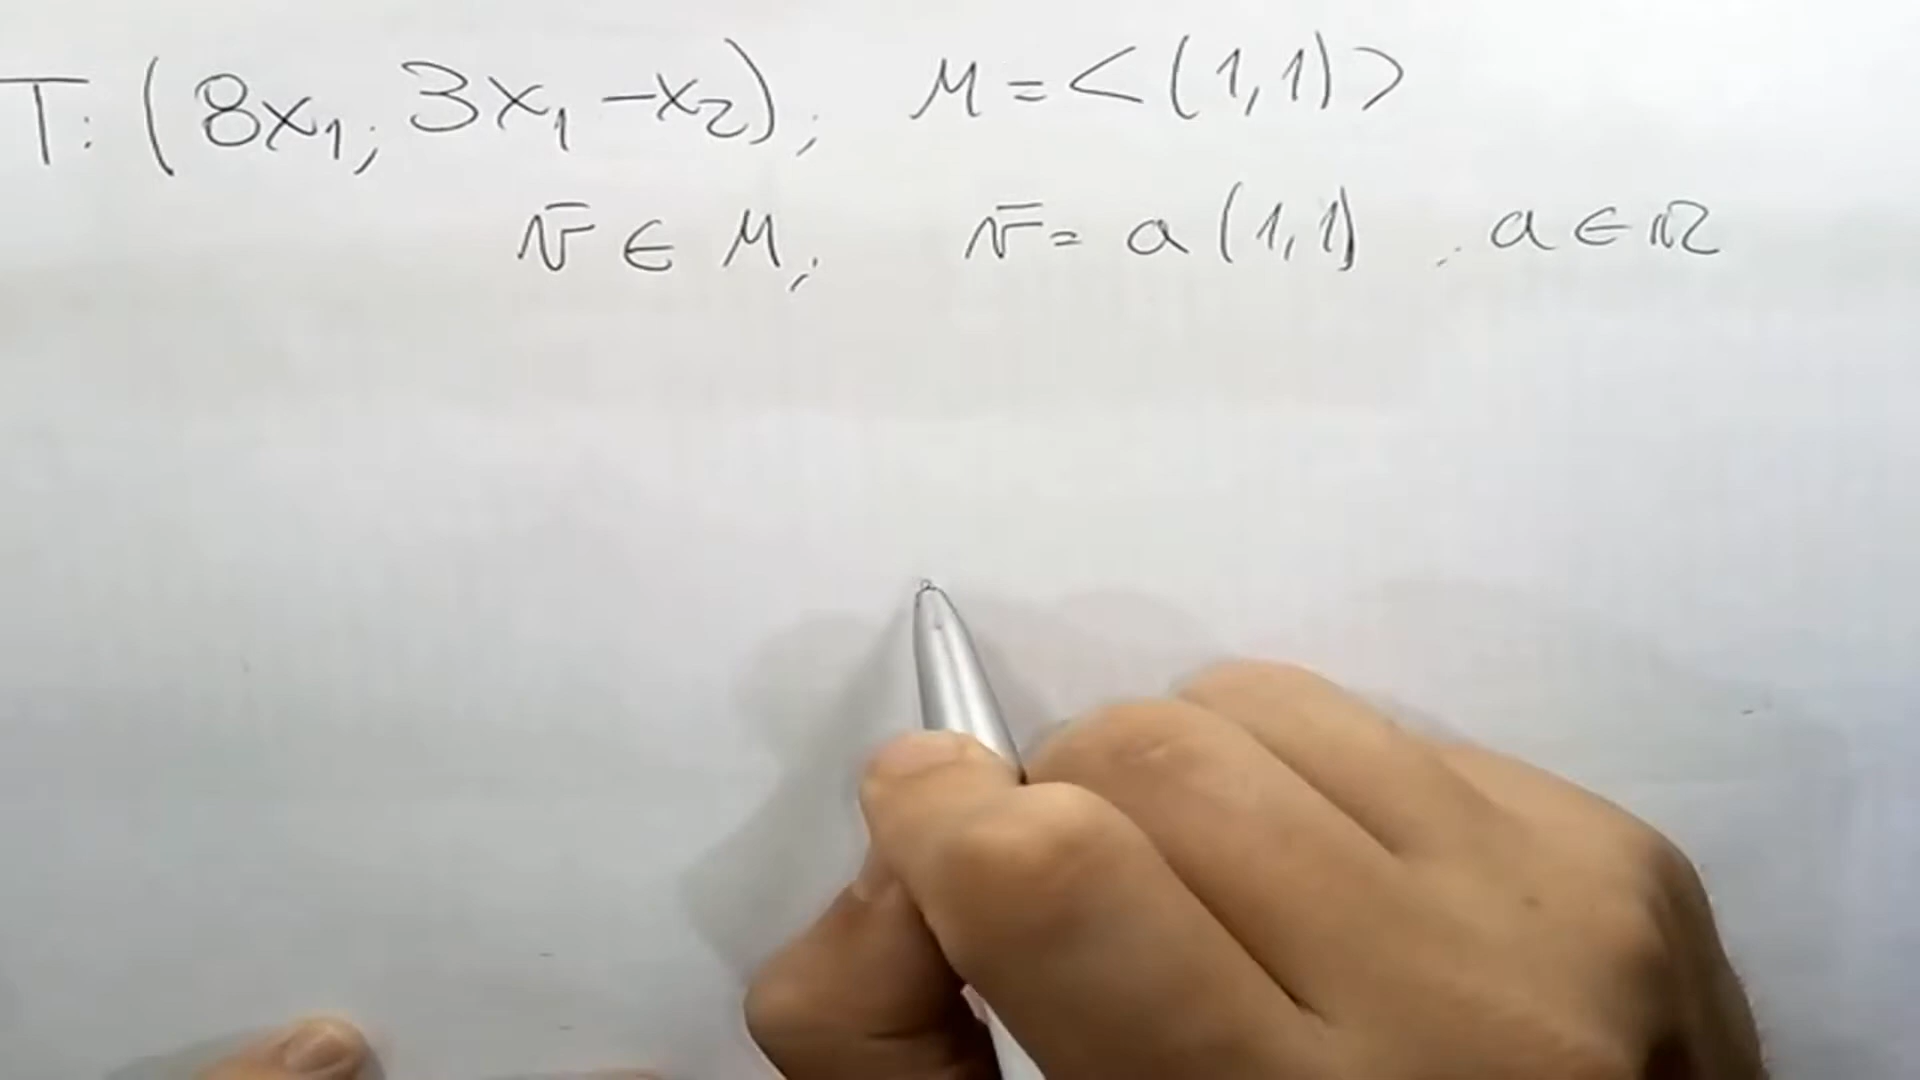 T: (8x₁; 3x₁ - x₂); M = <(1,1)>
v̄ ∈ M; v̄ = a(1,1) . a ∈ ℝ